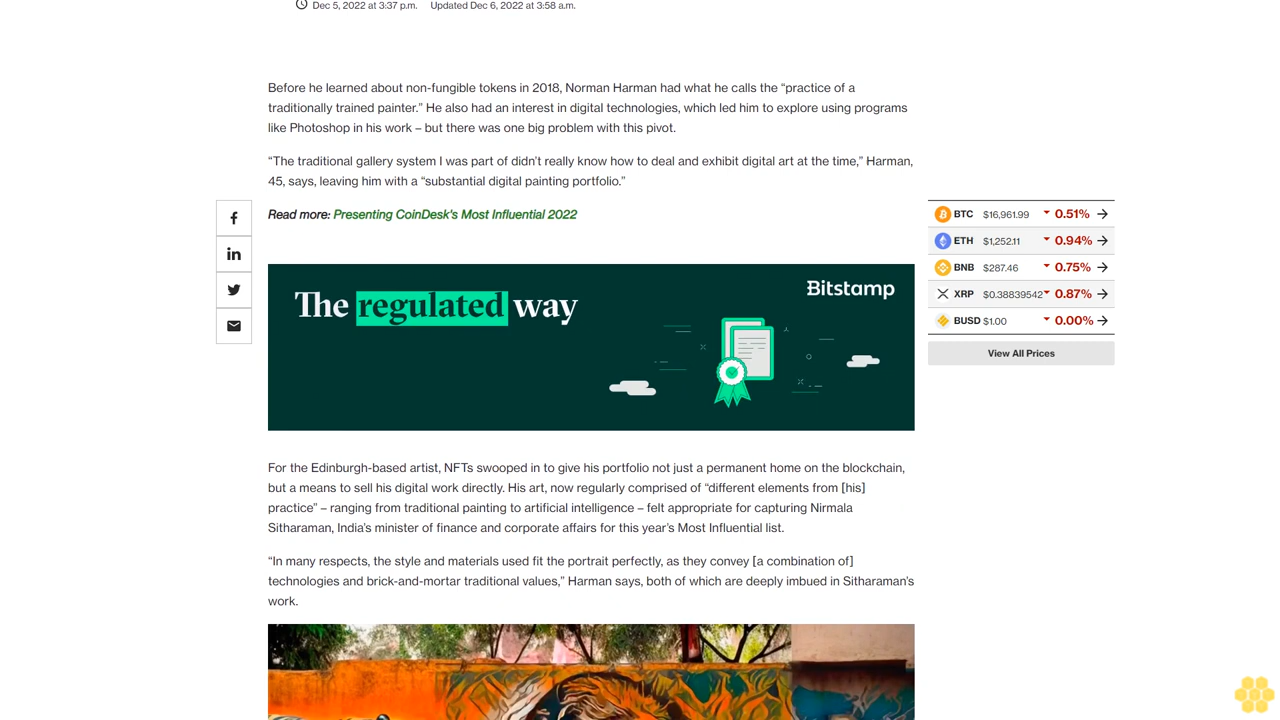 Dec 5, 2022 at 3:37 p.m. Updated Dec 6, 2022 at 3:58 a.m.
Before he learned about non-fungible tokens in 2018, Norman Harman had what he calls the “practice of a
traditionally trained painter.” He also had an interest in digital technologies, which led him to explore using programs
like Photoshop in his work – but there was one big problem with this pivot.
“The traditional gallery system I was part of didn’t really know how to deal and exhibit digital art at the time,” Harman,
45, says, leaving him with a “substantial digital painting portfolio.”
Read more: Presenting CoinDesk's Most Influential 2022
The regulated way
Bitstamp
For the Edinburgh-based artist, NFTs swooped in to give his portfolio not just a permanent home on the blockchain,
but a means to sell his digital work directly. His art, now regularly comprised of “different elements from [his]
practice” – ranging from traditional painting to artificial intelligence – felt appropriate for capturing Nirmala
Sitharaman, India’s minister of finance and corporate affairs for this year’s Most Influential list.
“In many respects, the style and materials used fit the portrait perfectly, as they convey [a combination of]
technologies and brick-and-mortar traditional values,” Harman says, both of which are deeply imbued in Sitharaman’s
work.
BTC $16,961.99 0.51%
ETH $1,252.11 0.94%
BNB $287.46 0.75%
XRP $0.38839542 0.87%
BUSD $1.00 0.00%
View All Prices